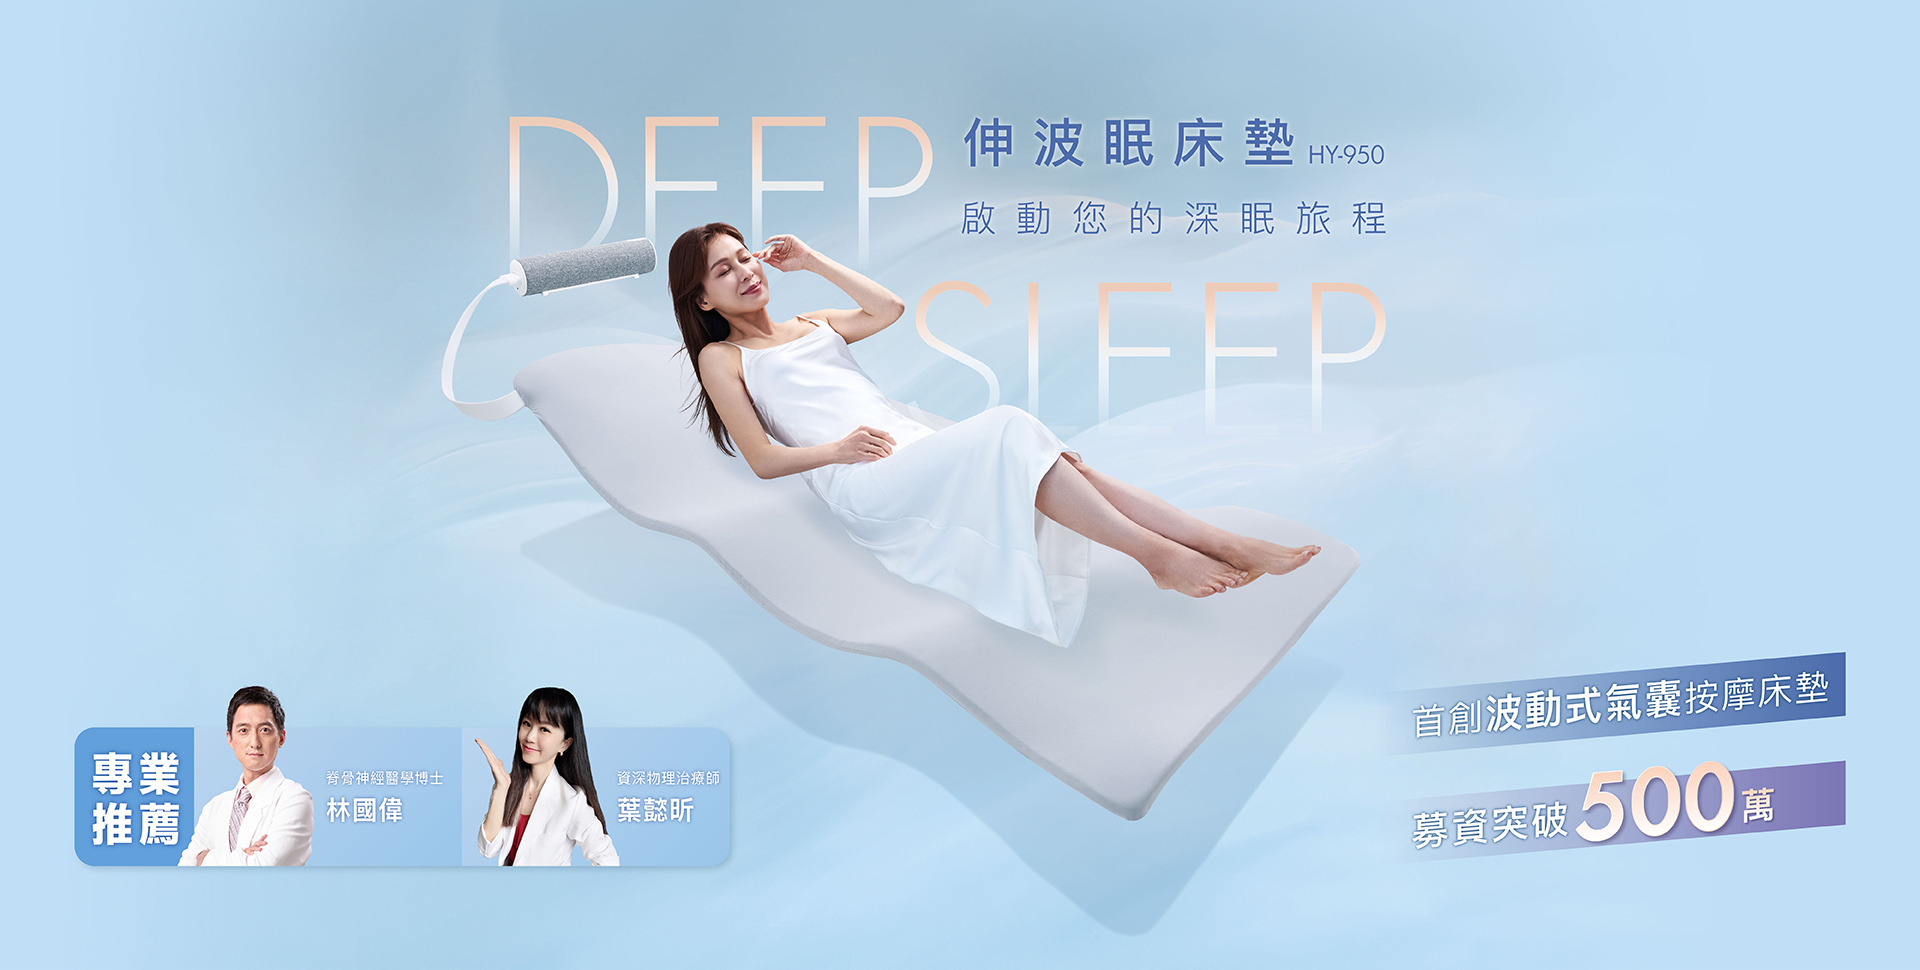 DEEP
伸波眠床墊 HY-950
啟動您的深眠旅程
SLEEP
專業
推薦
脊骨神經醫學博士
林國偉
資深物理治療師
葉懿昕
首創波動式氣囊按摩床墊
募資突破500萬